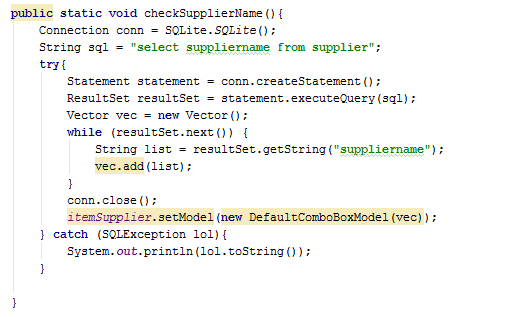 public static void checkSupplierName(){
    Connection conn = SQLite.SQLite();
    String sql = "select suppliername from supplier";
    try{
        Statement statement = conn.createStatement();
        ResultSet resultSet = statement.executeQuery(sql);
        Vector vec = new Vector();
        while (resultSet.next()) {
            String list = resultSet.getString("suppliername");
            vec.add(list);
        }
        conn.close();
        itemSupplier.setModel(new DefaultComboBoxModel(vec));
    } catch (SQLException lol){
        System.out.println(lol.toString());
    }
}